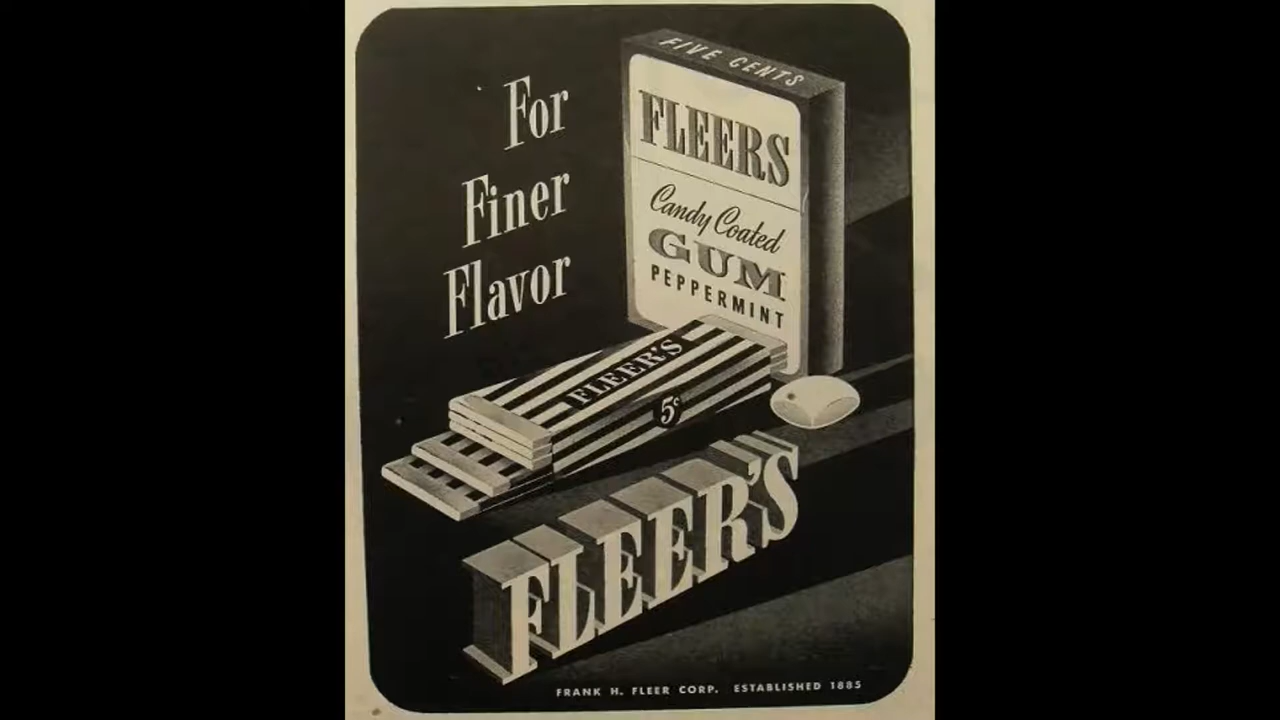 For
Finer
Flavor
FIVE CENTS
FLEERS
Candy Coated
GUM
PEPPERMINT
FLEER'S
5¢
FLEER'S
FRANK H. FLEER CORP. ESTABLISHED 1885